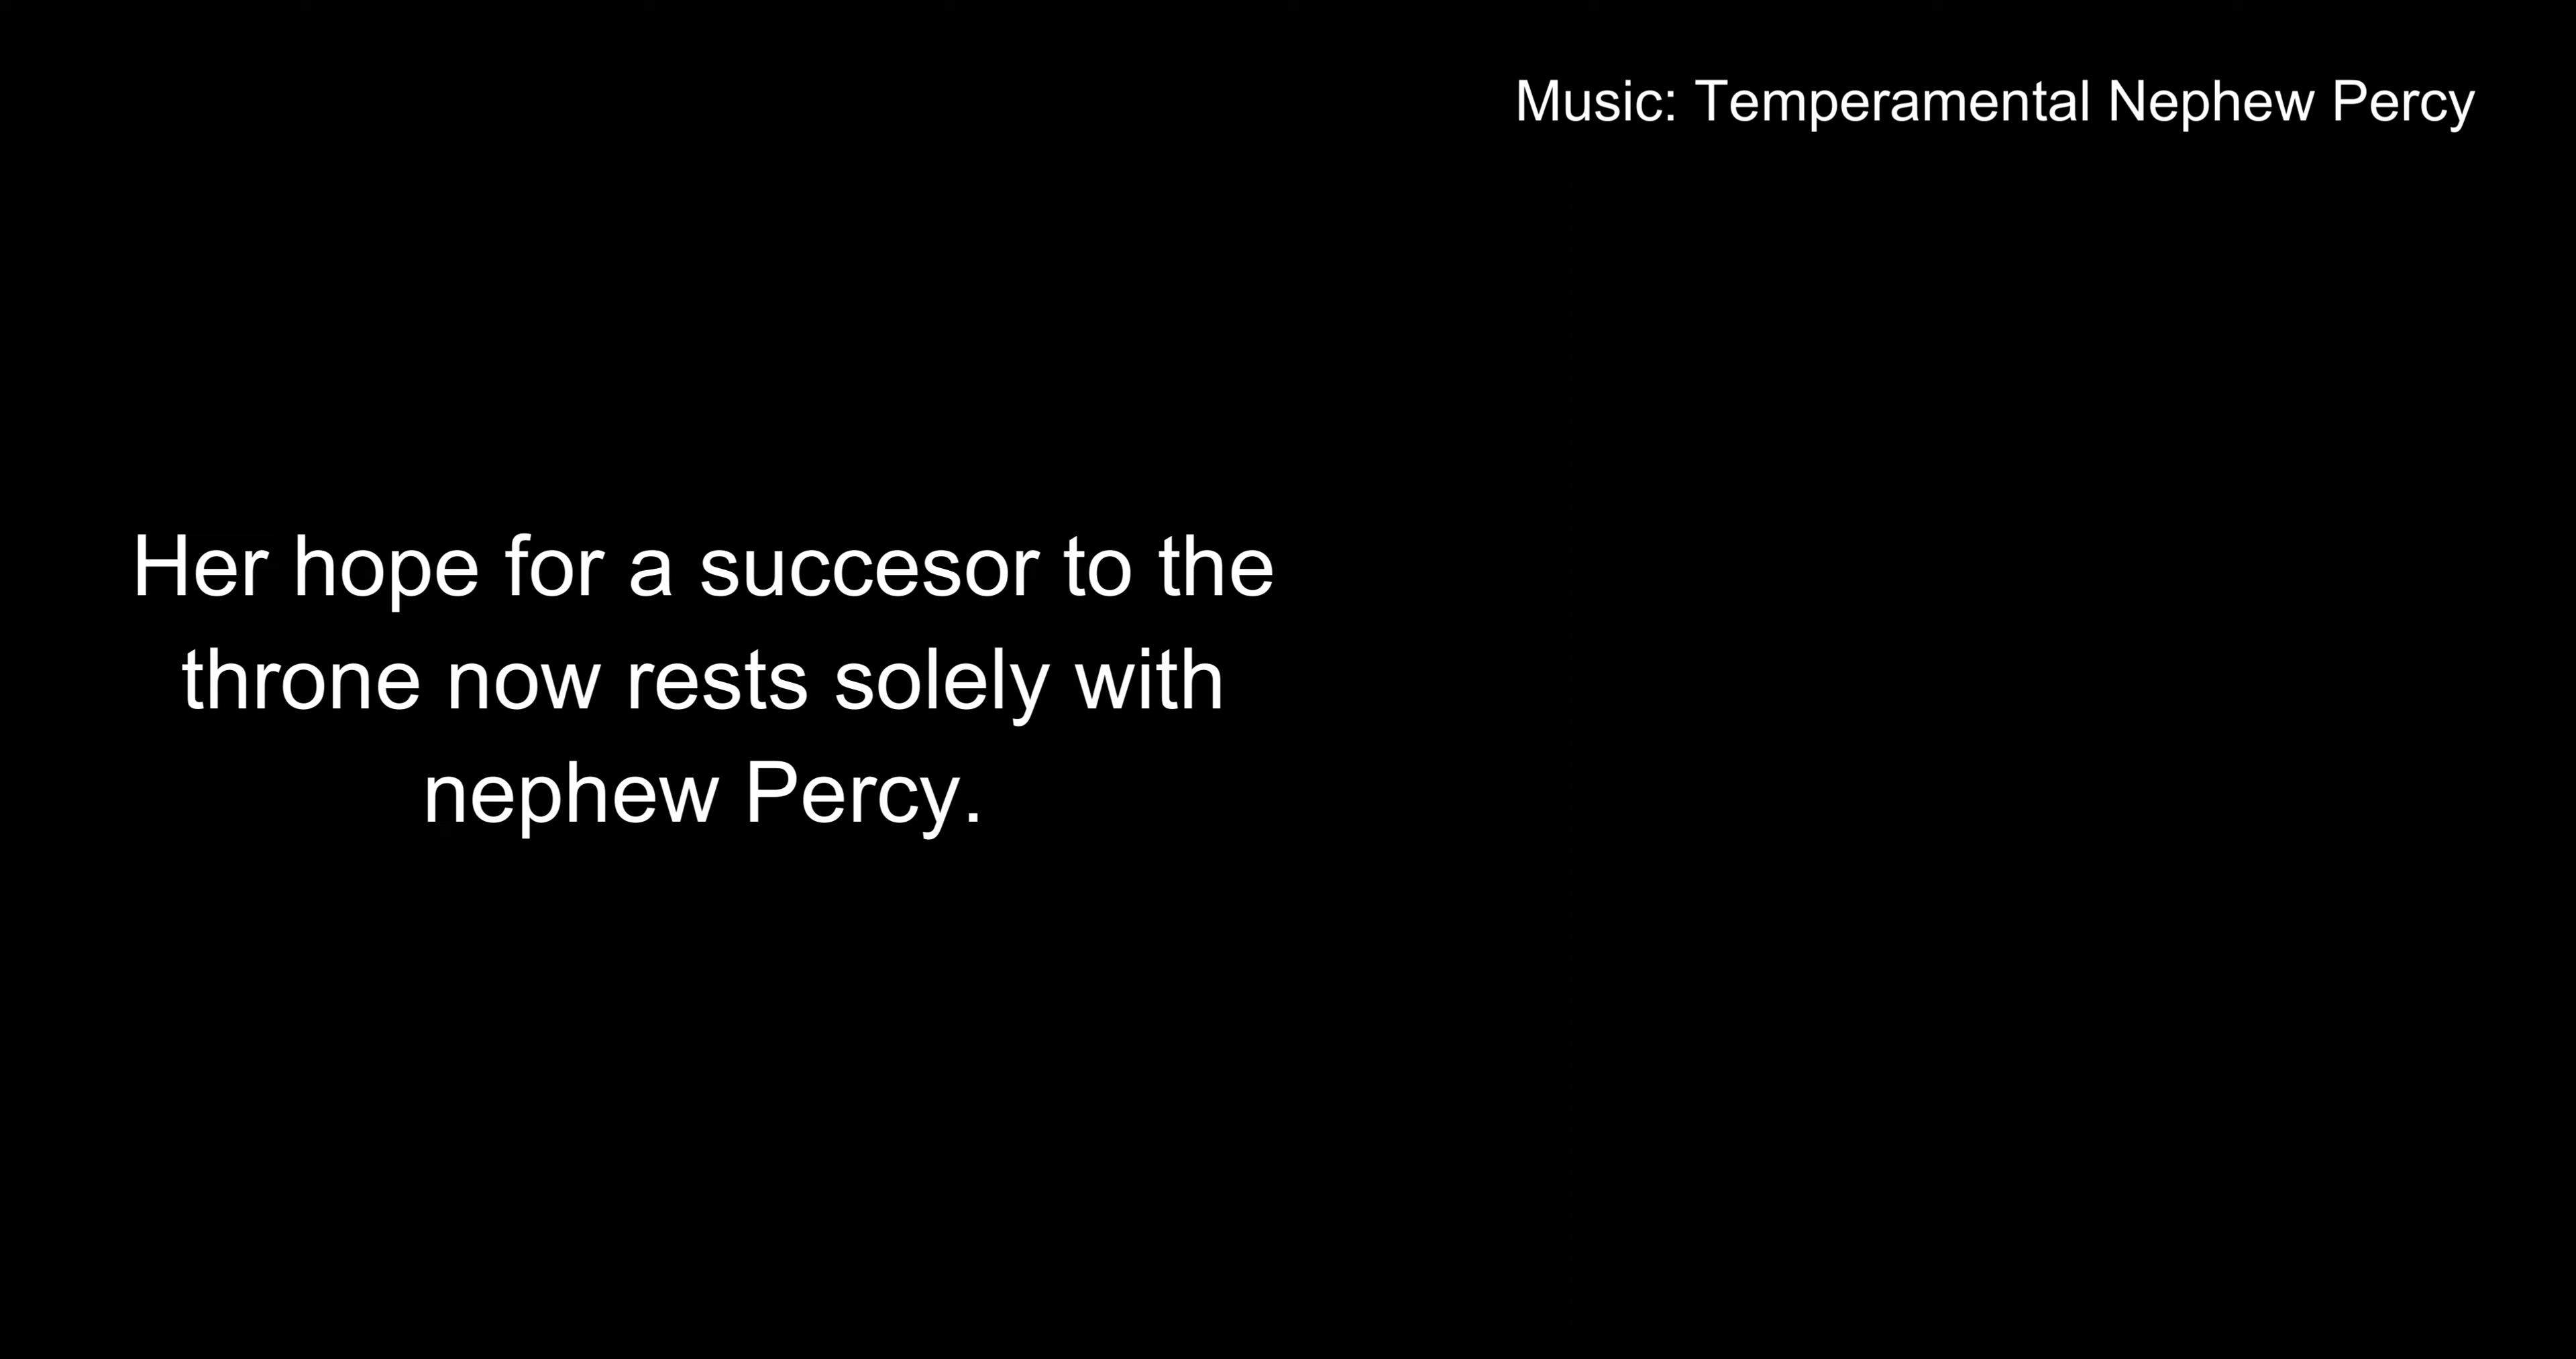 Music: Temperamental Nephew Percy
Her hope for a succesor to the
throne now rests solely with
nephew Percy.